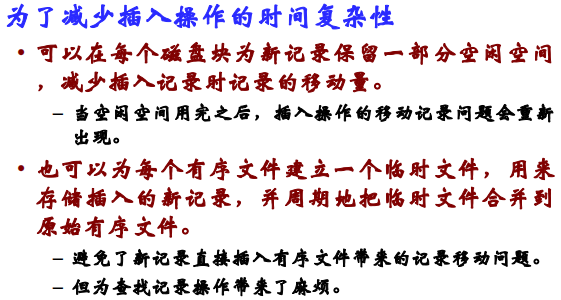 为了减少插入操作的时间复杂性
• 可以在每个磁盘块为新记录保留一部分空闲空间
，减少插入记录时记录的移动量。
– 当空闲空间用完之后，插入操作的移动记录问题会重新
出现。
• 也可以为每个有序文件建立一个临时文件，用来
存储插入的新记录，并周期地把临时文件合并到
原始有序文件。
– 避免了新记录直接插入有序文件带来的记录移动问题。
– 但为查找记录操作带来了麻烦。